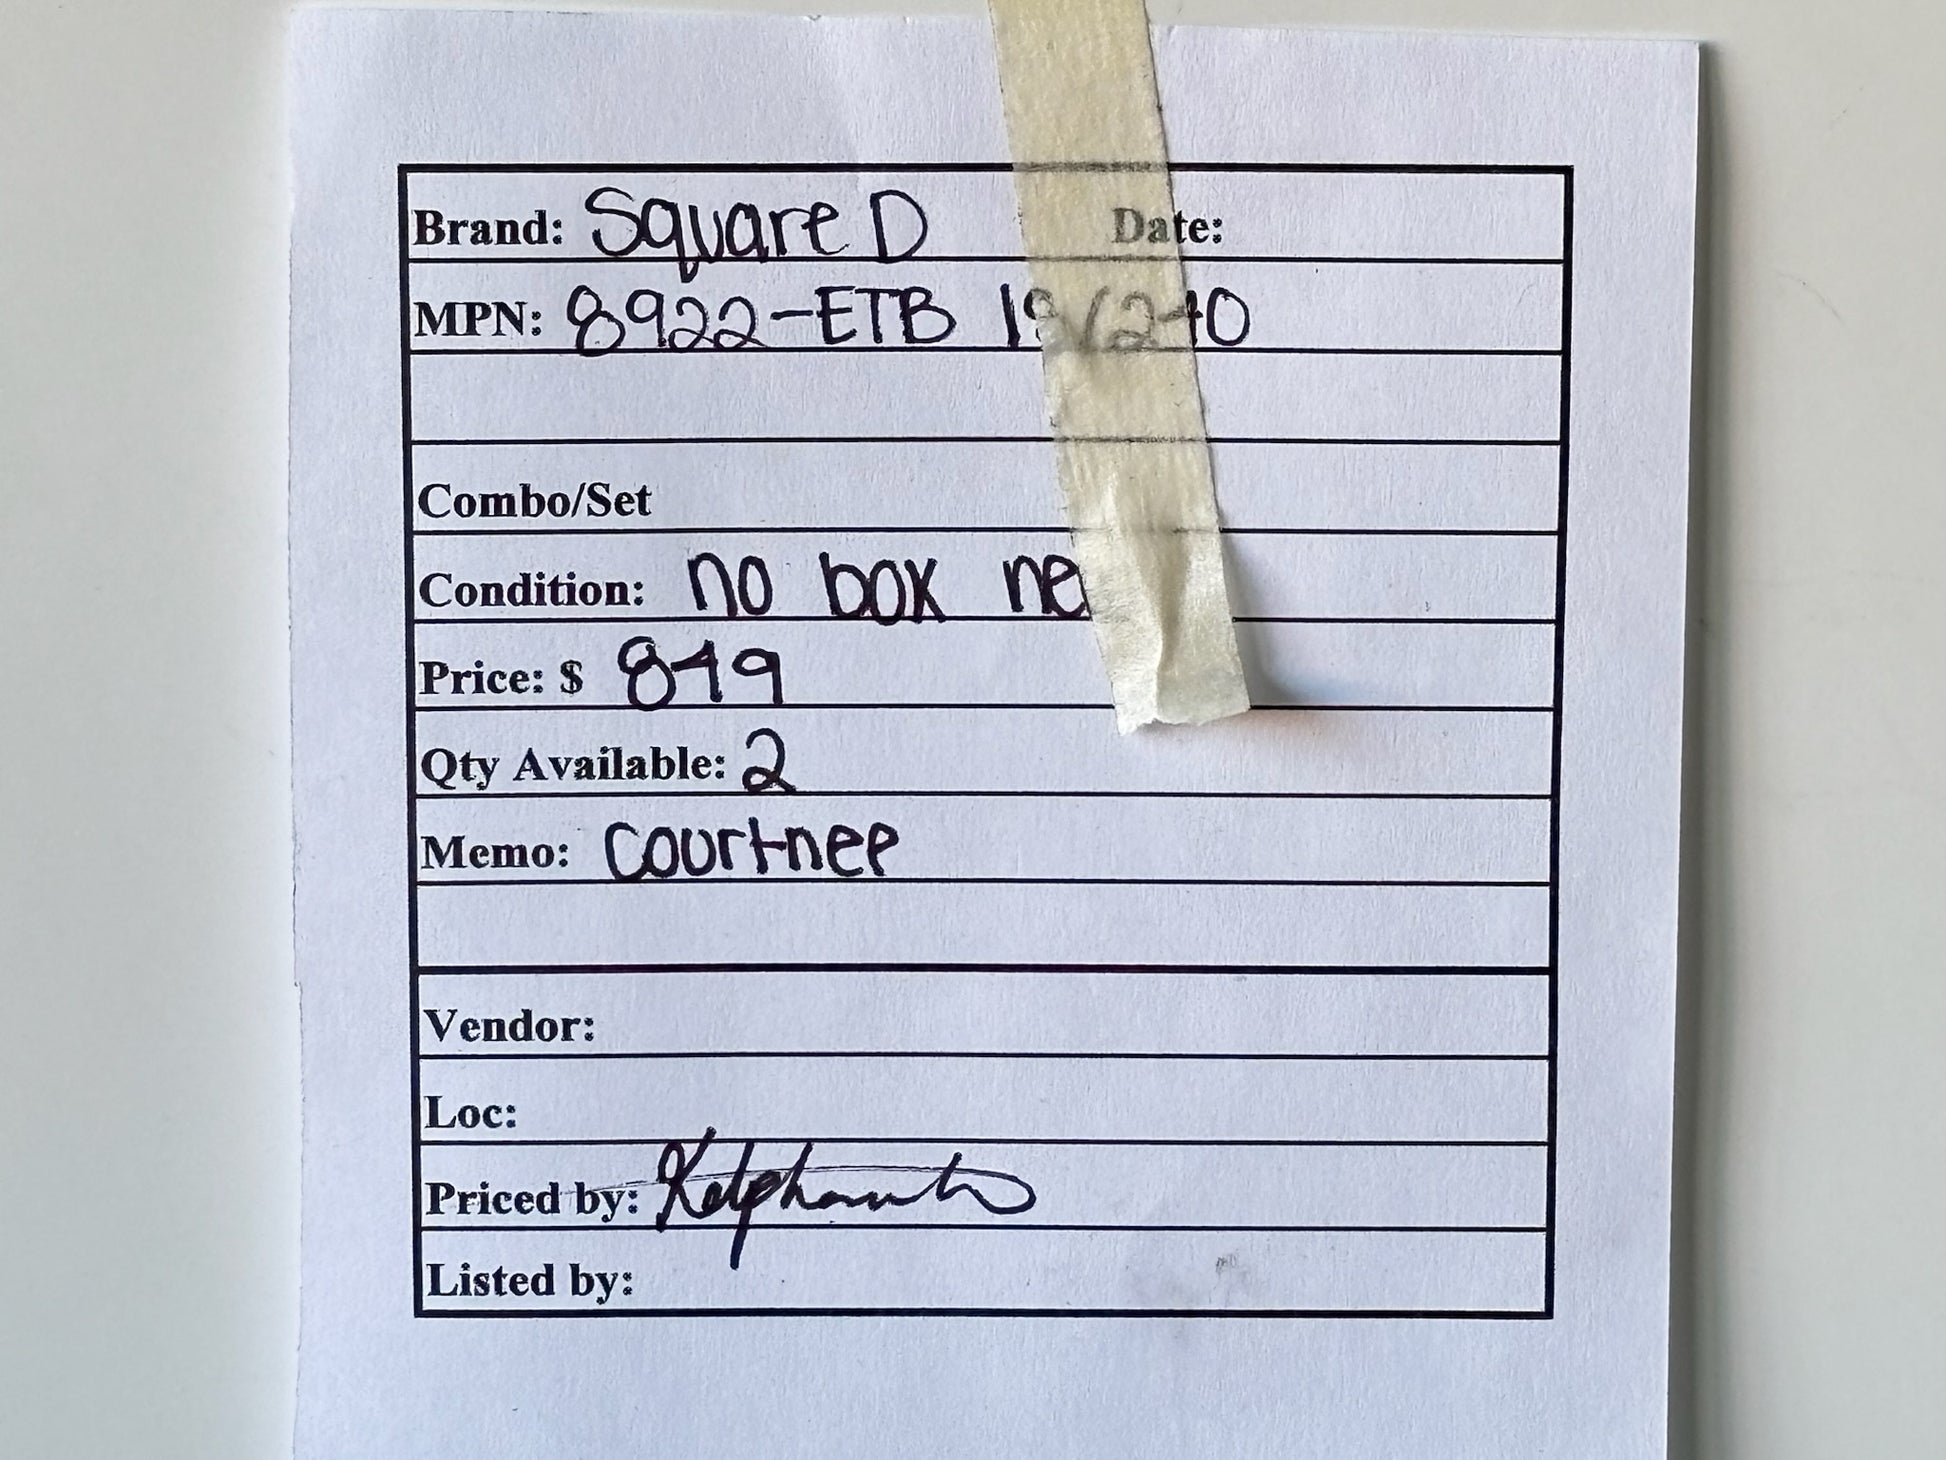 Brand: Square D Date:
MPN: 8922-ETB
Combo/Set
Condition: no box
Price: $ 849
Qty Available: 2
Memo: Courtnee
Vendor:
Loc:
Priced by:
Listed by: